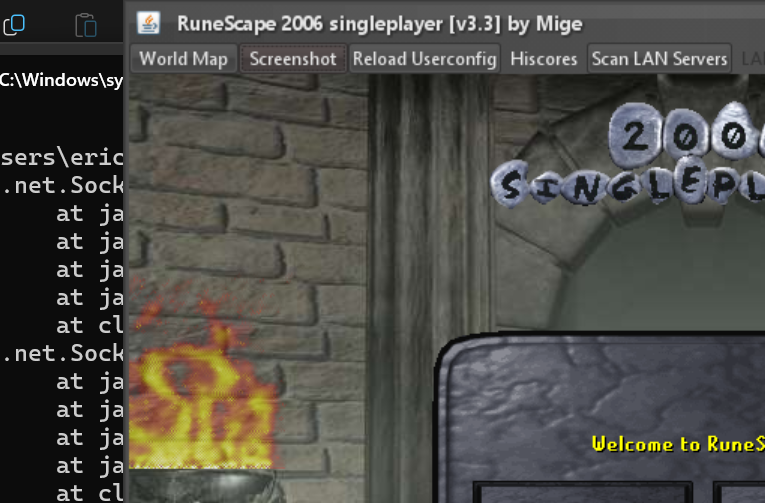 RuneScape 2006 singleplayer [v3.3] by Mige
World Map Screenshot Reload Userconfig Hiscores Scan LAN Servers LA
C:\Windows\sy
200
SINGLEPL
sers\eric
.net.Sock
at ja
at ja
at ja
at ja
at cl
.net.Sock
at ja
at ja
at ja
at ja
at cl
Welcome to RuneS